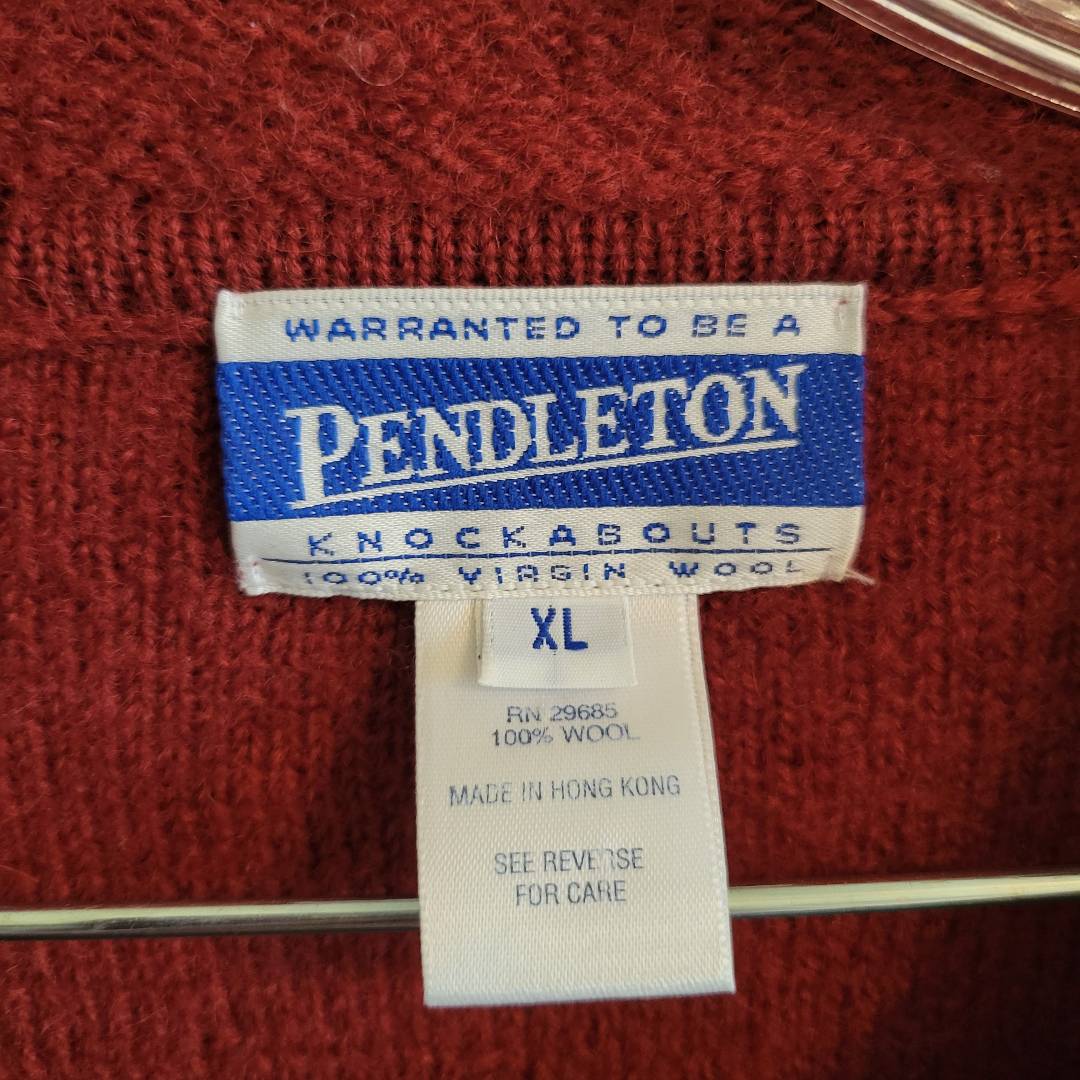 WARRANTED TO BE A
PENDLETON
KNOCKABOUTS
100% VIRGIN WOOL
XL
RN 29685
100% WOOL
MADE IN HONG KONG
SEE REVERSE
FOR CARE